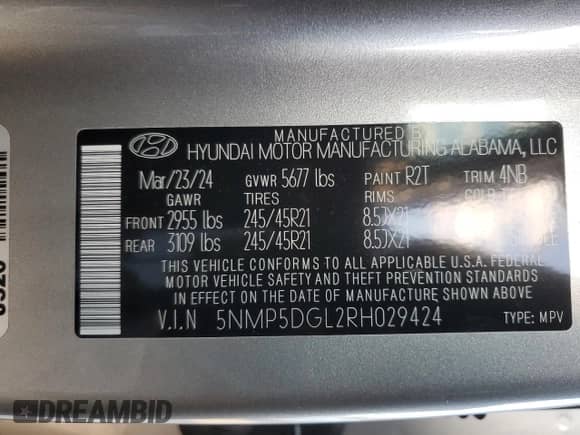 MANUFACTURED BY
HYUNDAI MOTOR MANUFACTURING ALABAMA, LLC
Mar/23/24 GVWR 5677 lbs PAINT R2T TRIM 4NB
GAWR TIRES RIMS COLD
FRONT 2955 lbs 245/45R21 8.5JX21
REAR 3109 lbs 245/45R21 8.5JX21
THIS VEHICLE CONFORMS TO ALL APPLICABLE U.S.A. FEDERAL
MOTOR VEHICLE SAFETY AND THEFT PREVENTION STANDARDS
IN EFFECT ON THE DATE OF MANUFACTURE SHOWN ABOVE
V.I.N 5NMP5DGL2RH029424 TYPE: MPV
DREAMBID